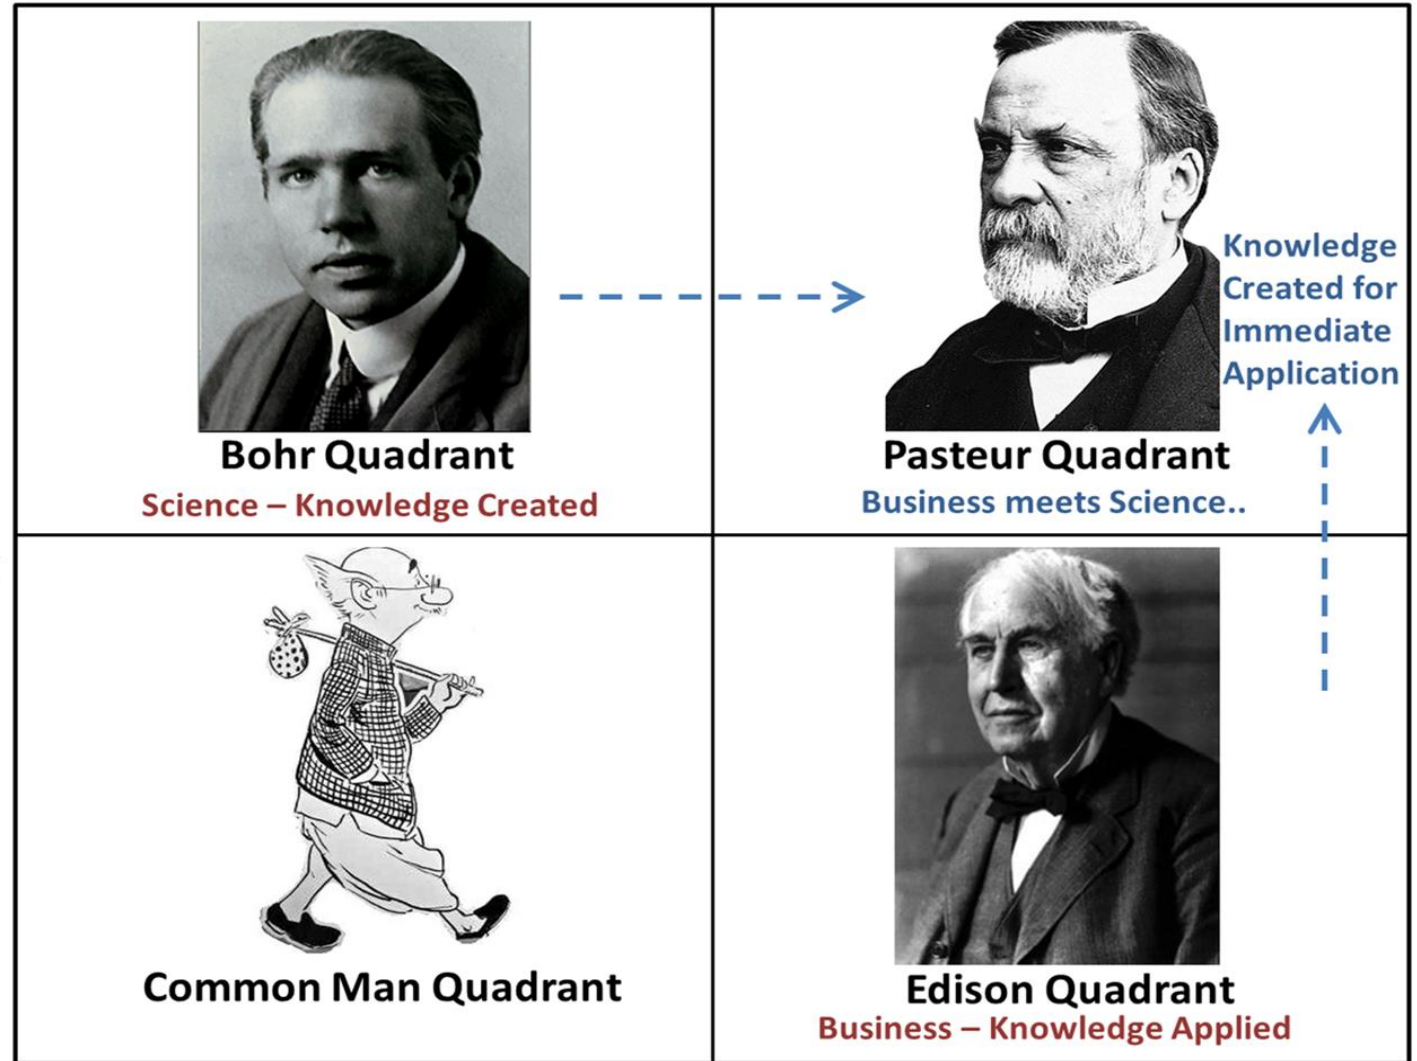 Bohr Quadrant
Science – Knowledge Created
Knowledge
Created for
Immediate
Application
Pasteur Quadrant
Business meets Science..
Common Man Quadrant
Edison Quadrant
Business – Knowledge Applied